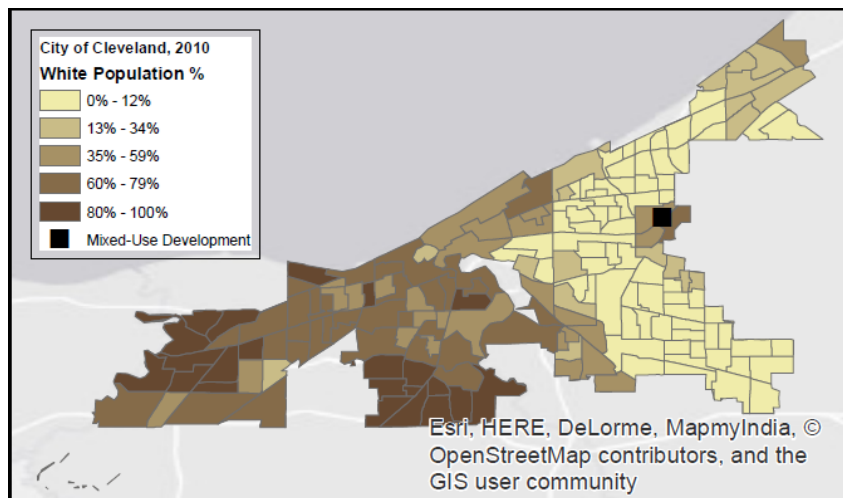 City of Cleveland, 2010
White Population %
0% - 12%
13% - 34%
35% - 59%
60% - 79%
80% - 100%
Mixed-Use Development
Esri, HERE, DeLorme, MapmyIndia, ©
OpenStreetMap contributors, and the
GIS user community